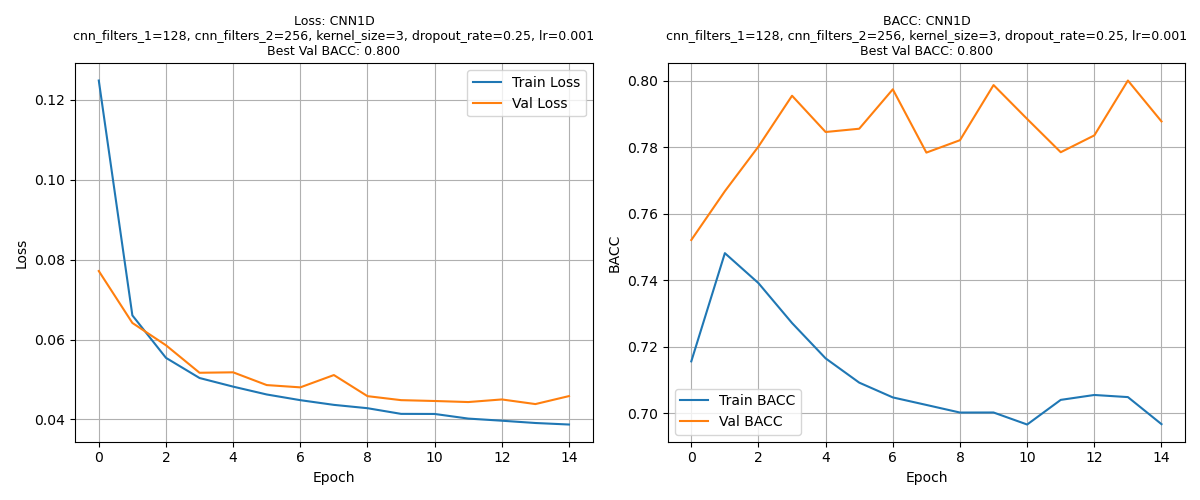 Loss: CNN1D
cnn_filters_1=128, cnn_filters_2=256, kernel_size=3, dropout_rate=0.25, lr=0.001
Best Val BACC: 0.800
Train Loss
Val Loss
0.12
0.10
0.08
0.06
0.04
Loss
0 2 4 6 8 10 12 14
Epoch
BACC: CNN1D
cnn_filters_1=128, cnn_filters_2=256, kernel_size=3, dropout_rate=0.25, lr=0.001
Best Val BACC: 0.800
0.80
0.78
0.76
0.74
0.72
0.70
BACC
Train BACC
Val BACC
0 2 4 6 8 10 12 14
Epoch